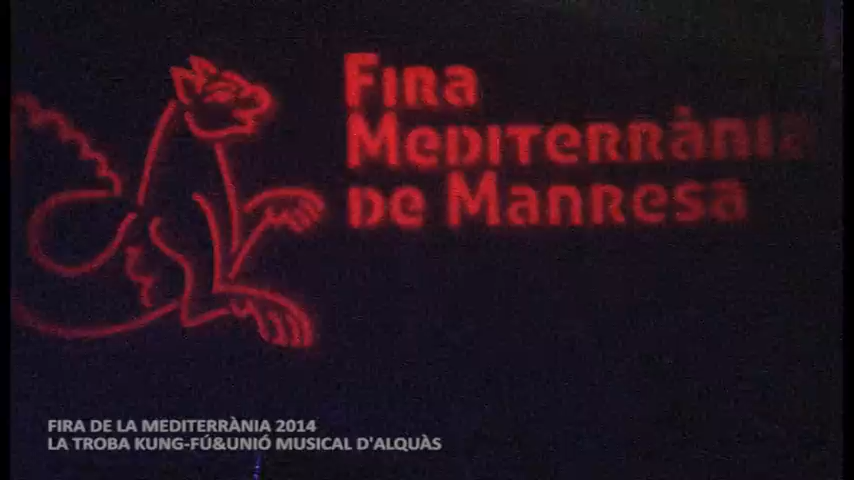 Fira
Mediterrània
de Manresa
FIRA DE LA MEDITERRÀNIA 2014
LA TROBA KUNG-FÚ&UNIÓ MUSICAL D'ALQUÀS